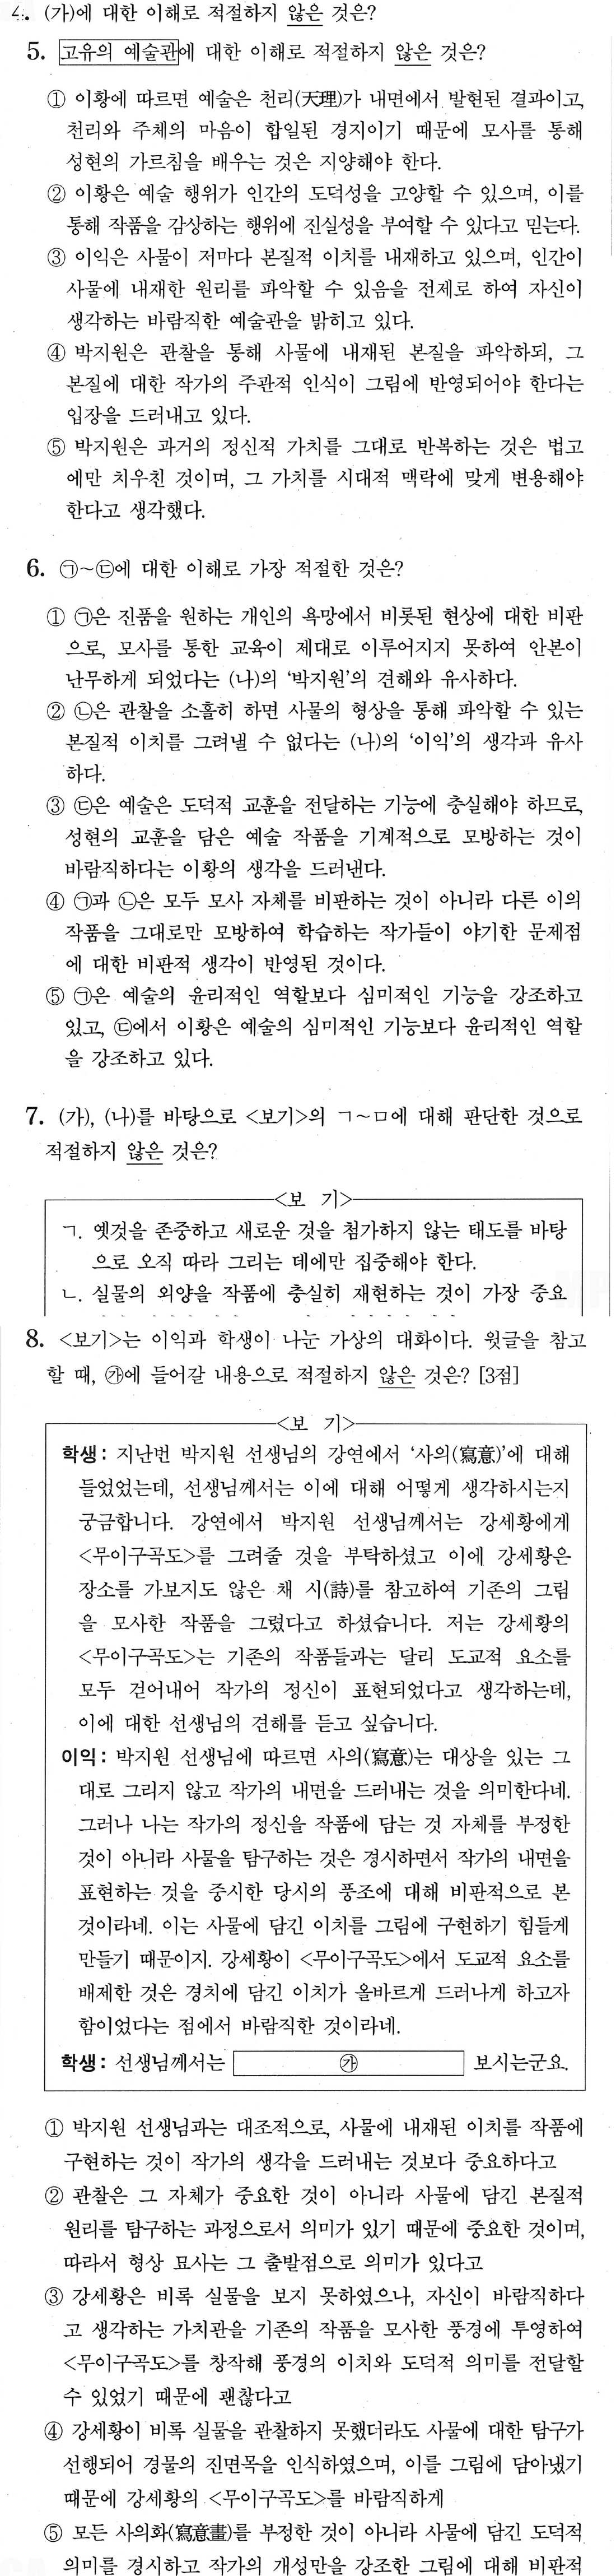 4. (가)에 대한 이해로 적절하지 않은 것은?
5. 고유의 예술관에 대한 이해로 적절하지 않은 것은?
① 이황에 따르면 예술은 천리(天理)가 내면에서 발현된 결과이고,
천리와 주체의 마음이 합일된 경지이기 때문에 모사를 통해
성현의 가르침을 배우는 것은 지양해야 한다.
② 이황은 예술 행위가 인간의 도덕성을 고양할 수 있으며, 이를
통해 작품을 감상하는 행위에 진실성을 부여할 수 있다고 믿는다.
③ 이익은 사물이 저마다 본질적 이치를 내재하고 있으며, 인간이
사물에 내재한 원리를 파악할 수 있음을 전제로 하여 자신이
생각하는 바람직한 예술관을 밝히고 있다.
④ 박지원은 관찰을 통해 사물에 내재된 본질을 파악하되, 그
본질에 대한 작가의 주관적 인식이 그림에 반영되어야 한다는
입장을 드러내고 있다.
⑤ 박지원은 과거의 정신적 가치를 그대로 반복하는 것은 법고
에만 치우친 것이며, 그 가치를 시대적 맥락에 맞게 변용해야
한다고 생각했다.
6. ㉠~㉢에 대한 이해로 가장 적절한 것은?
① ㉠은 진품을 원하는 개인의 욕망에서 비롯된 현상에 대한 비판
으로, 모사를 통한 교육이 제대로 이루어지지 못하여 안본이
난무하게 되었다는 (나)의 ‘박지원’의 견해와 유사하다.
② ㉡은 관찰을 소홀히 하면 사물의 형상을 통해 파악할 수 있는
본질적 이치를 그려낼 수 없다는 (나)의 ‘이익’의 생각과 유사
하다.
③ ㉢은 예술은 도덕적 교훈을 전달하는 기능에 충실해야 하므로,
성현의 교훈을 담은 예술 작품을 기계적으로 모방하는 것이
바람직하다는 이황의 생각을 드러낸다.
④ ㉠과 ㉡은 모두 모사 자체를 비판하는 것이 아니라 다른 이의
작품을 그대로만 모방하여 학습하는 작가들이 야기한 문제점
에 대한 비판적 생각이 반영된 것이다.
⑤ ㉠은 예술의 윤리적인 역할보다 심미적인 기능을 강조하고
있고, ㉢에서 이황은 예술의 심미적인 기능보다 윤리적인 역할
을 강조하고 있다.
7. (가), (나)를 바탕으로 <보기>의 ㄱ~ㅁ에 대해 판단한 것으로
적절하지 않은 것은?
<보 기>
ㄱ. 옛것을 존중하고 새로운 것을 첨가하지 않는 태도를 바탕
으로 오직 따라 그리는 데에만 집중해야 한다.
ㄴ. 실물의 외양을 작품에 충실히 재현하는 것이 가장 중요
8. <보기>는 이익과 학생이 나눈 가상의 대화이다. 윗글을 참고
할 때, ㉮에 들어갈 내용으로 적절하지 않은 것은? [3점]
<보 기>
학생: 지난번 박지원 선생님의 강연에서 ‘사의(寫意)’에 대해
들었었는데, 선생님께서는 이에 대해 어떻게 생각하시는지
궁금합니다. 강연에서 박지원 선생님께서는 강세황에게
<무이구곡도>를 그려줄 것을 부탁하셨고 이에 강세황은
장소를 가보지도 않은 채 시(詩)를 참고하여 기존의 그림
을 모사한 작품을 그렸다고 하셨습니다. 저는 강세황의
<무이구곡도>는 기존의 작품들과는 달리 도교적 요소를
모두 걷어내어 작가의 정신이 표현되었다고 생각하는데,
이에 대한 선생님의 견해를 듣고 싶습니다.
이익: 박지원 선생님에 따르면 사의(寫意)는 대상을 있는 그
대로 그리지 않고 작가의 내면을 드러내는 것을 의미한다네.
그러나 나는 작가의 정신을 작품에 담는 것 자체를 부정한
것이 아니라 사물을 탐구하는 것은 경시하면서 작가의 내면을
표현하는 것을 중시한 당시의 풍조에 대해 비판적으로 본
것이라네. 이는 사물에 담긴 이치를 그림에 구현하기 힘들게
만들기 때문이지. 강세황이 <무이구곡도>에서 도교적 요소를
배제한 것은 경치에 담긴 이치가 올바르게 드러나게 하고자
함이었다는 점에서 바람직한 것이라네.
학생: 선생님께서는 ㉮ 보시는군요.
① 박지원 선생님과는 대조적으로, 사물에 내재된 이치를 작품에
구현하는 것이 작가의 생각을 드러내는 것보다 중요하다고
② 관찰은 그 자체가 중요한 것이 아니라 사물에 담긴 본질적
원리를 탐구하는 과정으로서 의미가 있기 때문에 중요한 것이며,
따라서 형상 묘사는 그 출발점으로 의미가 있다고
③ 강세황은 비록 실물을 보지 못하였으나, 자신이 바람직하다
고 생각하는 가치관을 기존의 작품을 모사한 풍경에 투영하여
<무이구곡도>를 창작해 풍경의 이치와 도덕적 의미를 전달할
수 있었기 때문에 괜찮다고
④ 강세황이 비록 실물을 관찰하지 못했더라도 사물에 대한 탐구가
선행되어 경물의 진면목을 인식하였으며, 이를 그림에 담아냈기
때문에 강세황의 <무이구곡도>를 바람직하게
⑤ 모든 사의화(寫意畫)를 부정한 것이 아니라 사물에 담긴 도덕적
의미를 경시하고 작가의 개성만을 강조한 그림에 대해 비판적